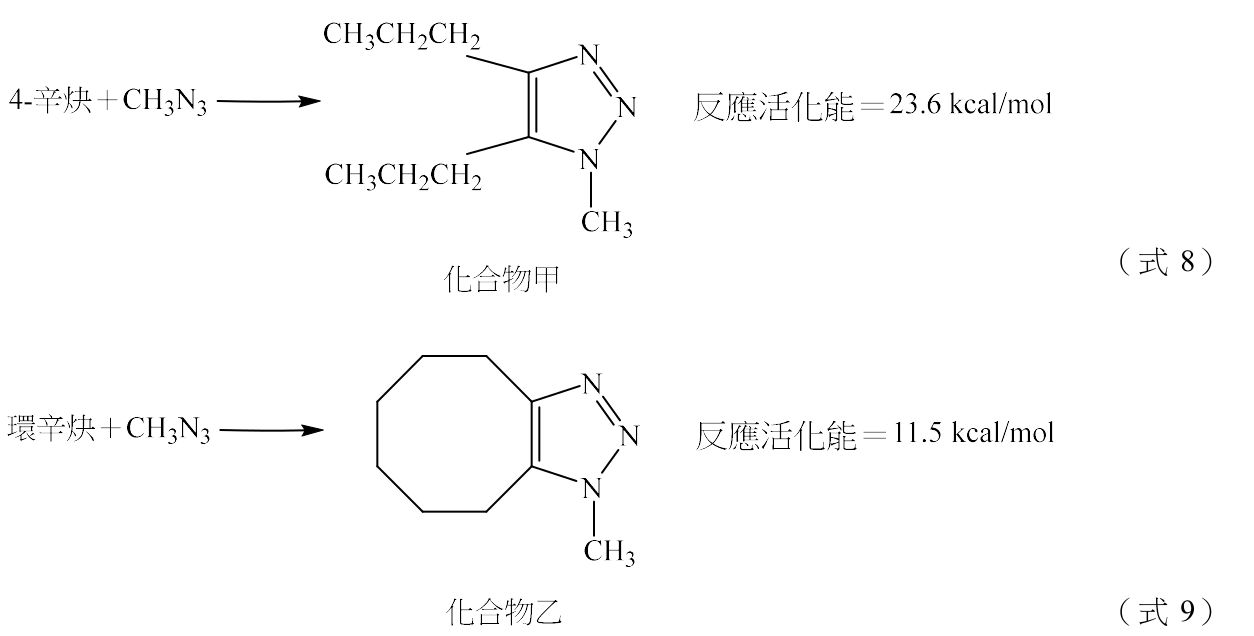 CH₃CH₂CH₂
N
4-辛炔＋CH₃N₃
N
反應活化能＝23.6 kcal/mol
N
CH₃CH₂CH₂
CH₃
化合物甲
（式 8）
N
環辛炔＋CH₃N₃
N
反應活化能＝11.5 kcal/mol
N
CH₃
化合物乙
（式 9）